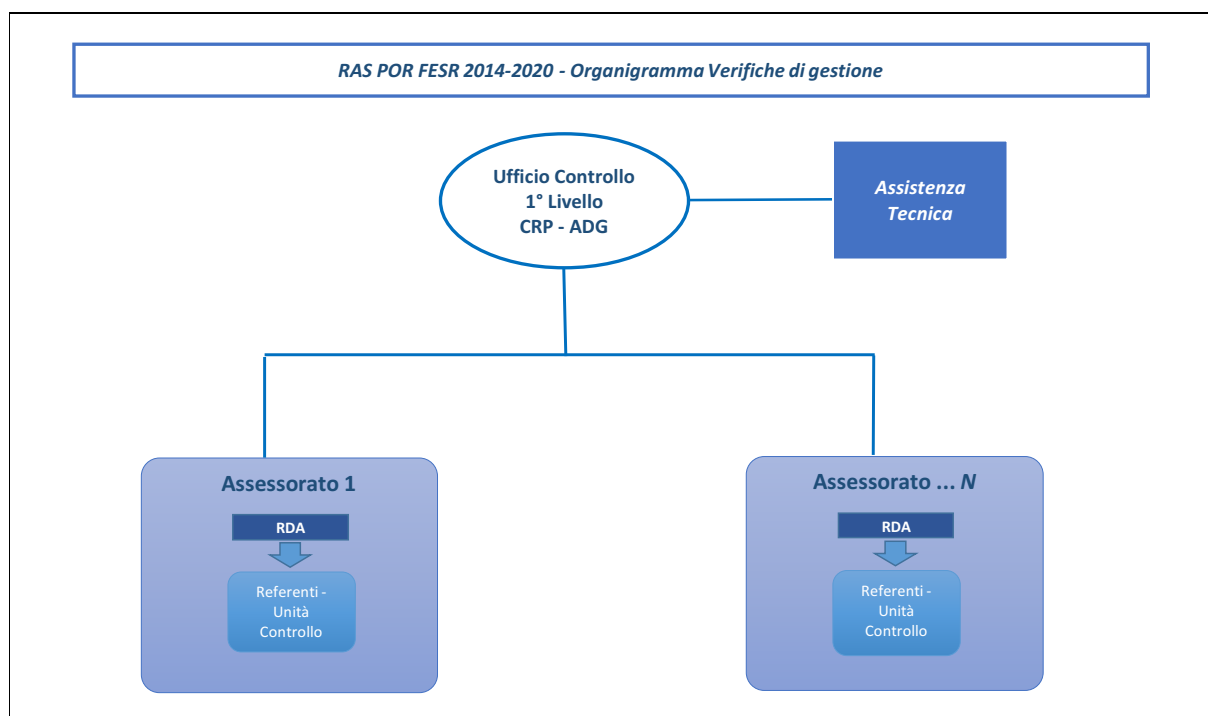 RAS POR FESR 2014-2020 - Organigramma Verifiche di gestione
Ufficio Controllo
1° Livello
CRP - ADG
Assistenza
Tecnica
Assessorato 1
RDA
Referenti -
Unità
Controllo
Assessorato ... N
RDA
Referenti -
Unità
Controllo